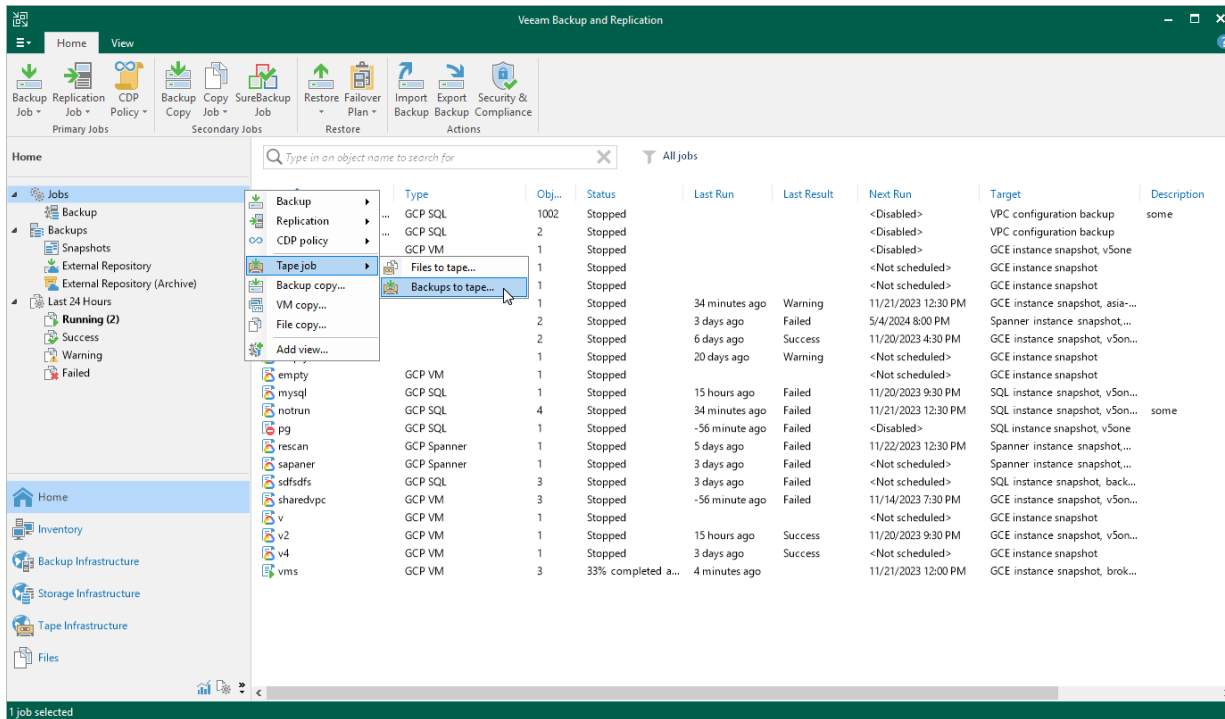 Veeam Backup and Replication
Home View
Backup Job Replication Job CDP Policy Backup Copy Copy Job SureBackup Job Restore Failover Plan Import Backup Export Backup Security & Compliance
Primary Jobs Secondary Jobs Restore Actions
Home
Type in an object name to search for All jobs
Jobs
Backup
Backups
Snapshots
External Repository
External Repository (Archive)
Last 24 Hours
Running (2)
Success
Warning
Failed
Backup
Replication
CDP policy
Tape job
Backup copy...
VM copy...
File copy...
Add view...
Files to tape...
Backups to tape...
Type Obj... Status Last Run Last Result Next Run Target Description
... GCP SQL 1002 Stopped <Disabled> VPC configuration backup some
... GCP SQL 2 Stopped <Disabled> VPC configuration backup
GCP VM 1 Stopped <Disabled> GCE instance snapshot, v5one
1 Stopped <Not scheduled> GCE instance snapshot
1 Stopped <Not scheduled> GCE instance snapshot
1 Stopped 34 minutes ago Warning 11/21/2023 12:30 PM GCE instance snapshot, asia-...
2 Stopped 3 days ago Failed 5/4/2024 8:00 PM Spanner instance snapshot,...
2 Stopped 6 days ago Success 11/20/2023 4:30 PM GCE instance snapshot, v5on...
1 Stopped 20 days ago Warning <Not scheduled> GCE instance snapshot
empty GCP VM 1 Stopped <Not scheduled> GCE instance snapshot
mysql GCP SQL 1 Stopped 15 hours ago Failed 11/20/2023 9:30 PM SQL instance snapshot, v5on...
notrun GCP SQL 4 Stopped 34 minutes ago Failed 11/21/2023 12:30 PM SQL instance snapshot, v5on... some
pg GCP SQL 1 Stopped -56 minute ago Failed <Disabled> SQL instance snapshot, v5one
rescan GCP Spanner 1 Stopped 5 days ago Failed 11/22/2023 12:30 PM Spanner instance snapshot,...
sapaner GCP Spanner 1 Stopped 3 days ago Failed <Not scheduled> Spanner instance snapshot,...
sdfsdfs GCP SQL 3 Stopped 3 days ago Failed <Not scheduled> SQL instance snapshot, back...
sharedvpc GCP VM 3 Stopped -56 minute ago Failed 11/14/2023 7:30 PM GCE instance snapshot, v5on...
v GCP VM 1 Stopped <Not scheduled> GCE instance snapshot
v2 GCP VM 1 Stopped 15 hours ago Success 11/20/2023 9:30 PM GCE instance snapshot, v5on...
v4 GCP VM 1 Stopped 3 days ago Success <Not scheduled> GCE instance snapshot
vms GCP VM 3 33% completed a... 4 minutes ago 11/21/2023 12:00 PM GCE instance snapshot, brok...
Home
Inventory
Backup Infrastructure
Storage Infrastructure
Tape Infrastructure
Files
1 job selected